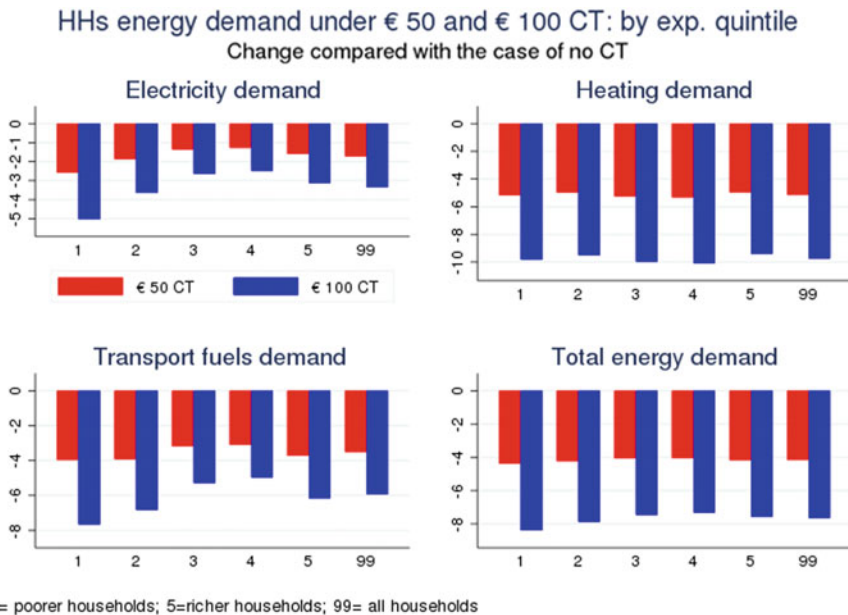 HHs energy demand under € 50 and € 100 CT: by exp. quintile
Change compared with the case of no CT
Electricity demand
0
-1
-2
-3
-4
-5
1 2 3 4 5 99
€ 50 CT € 100 CT
Heating demand
0
-2
-4
-6
-8
-10
1 2 3 4 5 99
Transport fuels demand
0
-2
-4
-6
-8
1 2 3 4 5 99
Total energy demand
0
-2
-4
-6
-8
1 2 3 4 5 99
= poorer households; 5=richer households; 99= all households